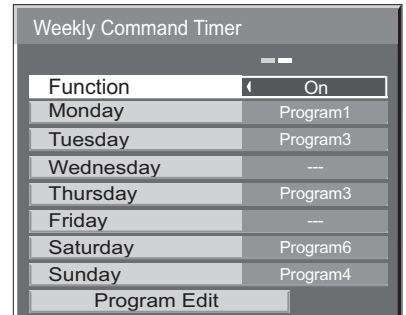 Weekly Command Timer
Function On
Monday Program1
Tuesday Program3
Wednesday ---
Thursday Program3
Friday ---
Saturday Program6
Sunday Program4
Program Edit